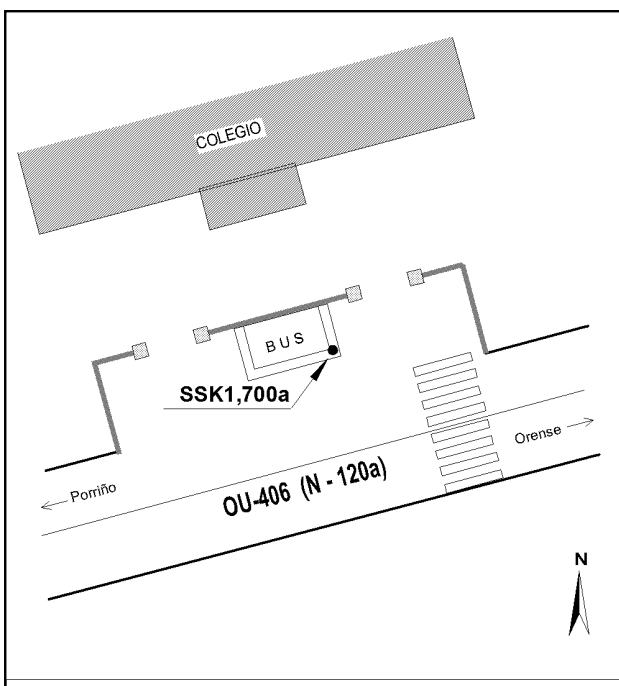 COLEGIO
BUS
SSK1,700a
Orense
Porriño
OU-406 (N - 120a)
N